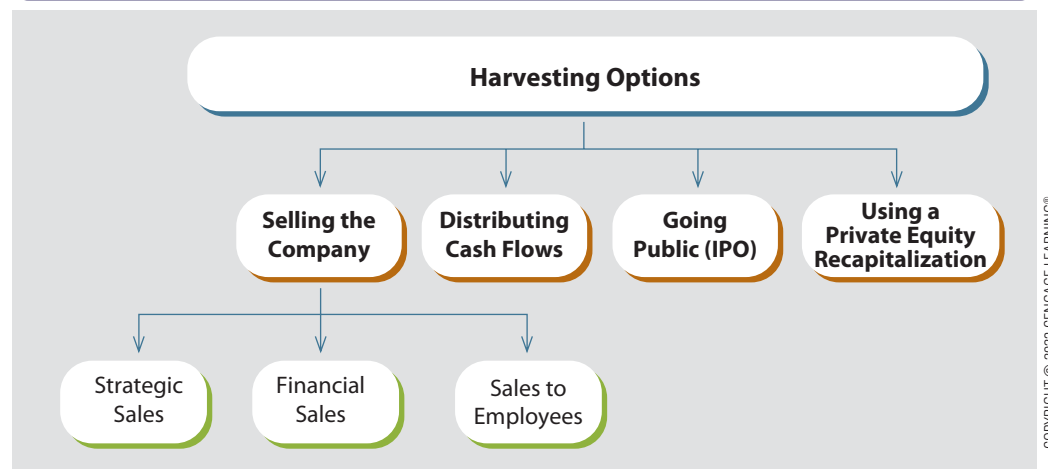 Harvesting Options
Selling the
Company
Distributing
Cash Flows
Going
Public (IPO)
Using a
Private Equity
Recapitalization
Strategic
Sales
Financial
Sales
Sales to
Employees